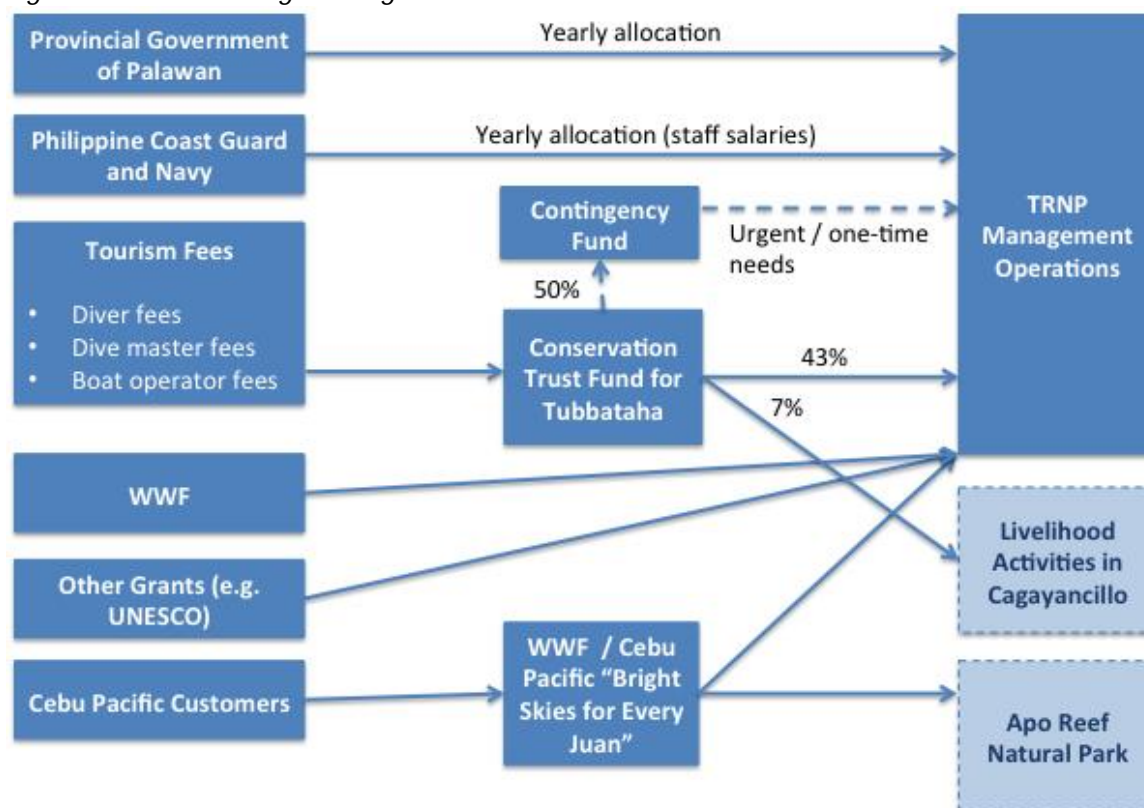 Provincial Government
of Palawan
Yearly allocation
Philippine Coast Guard
and Navy
Yearly allocation (staff salaries)
Contingency
Fund
Urgent / one-time
needs
TRNP
Management
Operations
Tourism Fees
• Diver fees
• Dive master fees
• Boat operator fees
50%
Conservation
Trust Fund for
Tubbataha
43%
7%
WWF
Livelihood
Activities in
Cagayancillo
Other Grants (e.g.
UNESCO)
WWF / Cebu
Pacific “Bright
Skies for Every
Juan”
Cebu Pacific Customers
Apo Reef
Natural Park